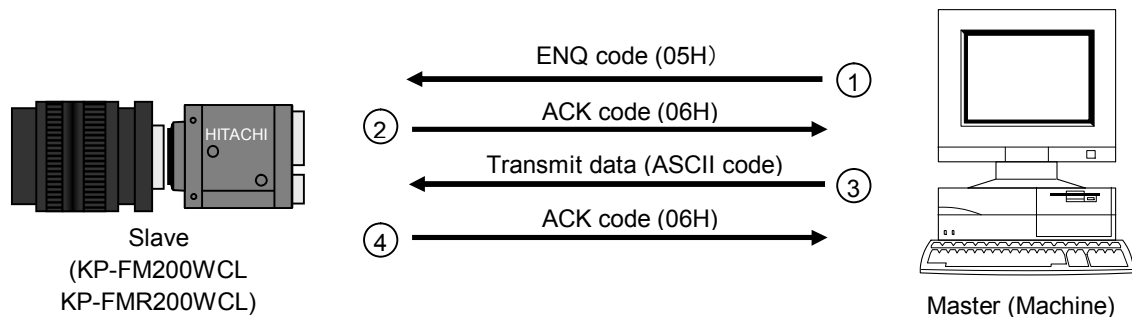 ENQ code (05H)
①
ACK code (06H)
②
HITACHI
Transmit data (ASCII code)
③
ACK code (06H)
④
Slave
(KP-FM200WCL
KP-FMR200WCL)
Master (Machine)